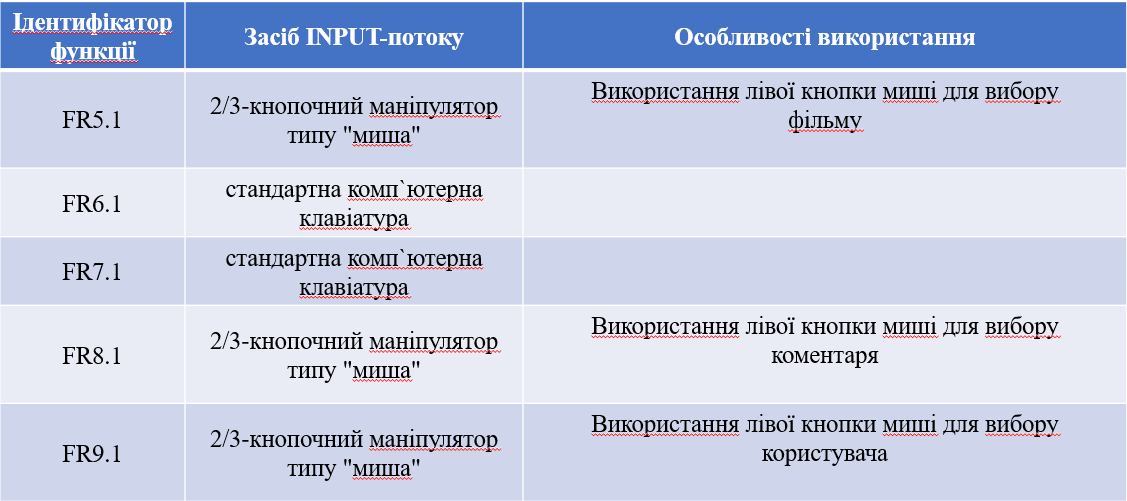 Ідентифікатор
функції
Засіб INPUT-потоку
Особливості використання
FR5.1
2/3-кнопочний маніпулятор
типу "миша"
Використання лівої кнопки миші для вибору
фільму
FR6.1
стандартна комп`ютерна
клавіатура
FR7.1
стандартна комп`ютерна
клавіатура
FR8.1
2/3-кнопочний маніпулятор
типу "миша"
Використання лівої кнопки миші для вибору
коментаря
FR9.1
2/3-кнопочний маніпулятор
типу "миша"
Використання лівої кнопки миші для вибору
користувача